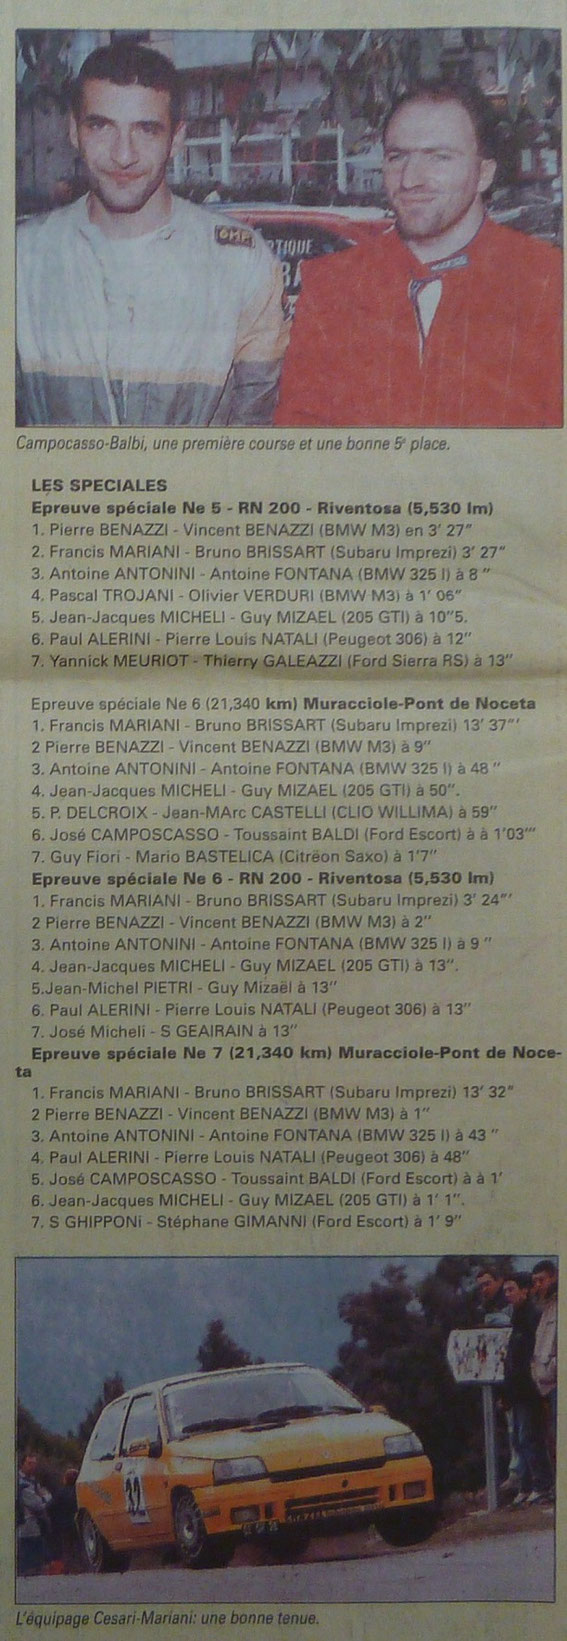 OMP
TIQUE
BA
Campocasso-Balbi, une première course et une bonne 5e place.
LES SPECIALES
Epreuve spéciale Ne 5 - RN 200 - Riventosa (5,530 lm)
1. Pierre BENAZZI - Vincent BENAZZI (BMW M3) en 3' 27"
2. Francis MARIANI - Bruno BRISSART (Subaru Imprezi) 3' 27"
3. Antoine ANTONINI - Antoine FONTANA (BMW 325 I) à 8 "
4. Pascal TROJANI - Olivier VERDURI (BMW M3) à 1' 06"
5. Jean-Jacques MICHELI - Guy MIZAEL (205 GTI) à 10"5.
6. Paul ALERINI - Pierre Louis NATALI (Peugeot 306) à 12"
7. Yannick MEURIOT - Thierry GALEAZZI (Ford Sierra RS) à 13"
Epreuve spéciale Ne 6 (21,340 km) Muracciole-Pont de Noceta
1. Francis MARIANI - Bruno BRISSART (Subaru Imprezi) 13' 37"'
2 Pierre BENAZZI - Vincent BENAZZI (BMW M3) à 9"
3. Antoine ANTONINI - Antoine FONTANA (BMW 325 I) à 48 "
4. Jean-Jacques MICHELI - Guy MIZAEL (205 GTI) à 50".
5. P. DELCROIX - Jean-MArc CASTELLI (CLIO WILLIMA) à 59"
6. José CAMPOSCASSO - Toussaint BALDI (Ford Escort) à à 1'03"'
7. Guy Fiori - Mario BASTELICA (Citrëon Saxo) à 1'7"
Epreuve spéciale Ne 6 - RN 200 - Riventosa (5,530 lm)
1. Francis MARIANI - Bruno BRISSART (Subaru Imprezi) 3' 24"'
2 Pierre BENAZZI - Vincent BENAZZI (BMW M3) à 2"
3. Antoine ANTONINI - Antoine FONTANA (BMW 325 I) à 9 "
4. Jean-Jacques MICHELI - Guy MIZAEL (205 GTI) à 13".
5.Jean-Michel PIETRI - Guy Mizaël à 13"
6. Paul ALERINI - Pierre Louis NATALI (Peugeot 306) à 13"
7. José Micheli - S GEAIRAIN à 13"
Epreuve spéciale Ne 7 (21,340 km) Muracciole-Pont de Noce-
ta
1. Francis MARIANI - Bruno BRISSART (Subaru Imprezi) 13' 32"
2 Pierre BENAZZI - Vincent BENAZZI (BMW M3) à 1"
3. Antoine ANTONINI - Antoine FONTANA (BMW 325 I) à 43 "
4. Paul ALERINI - Pierre Louis NATALI (Peugeot 306) à 48"
5. José CAMPOSCASSO - Toussaint BALDI (Ford Escort) à à 1'
6. Jean-Jacques MICHELI - Guy MIZAEL (205 GTI) à 1' 1".
7. S GHIPPONi - Stéphane GIMANNI (Ford Escort) à 1' 9"
32
L'équipage Cesari-Mariani: une bonne tenue.